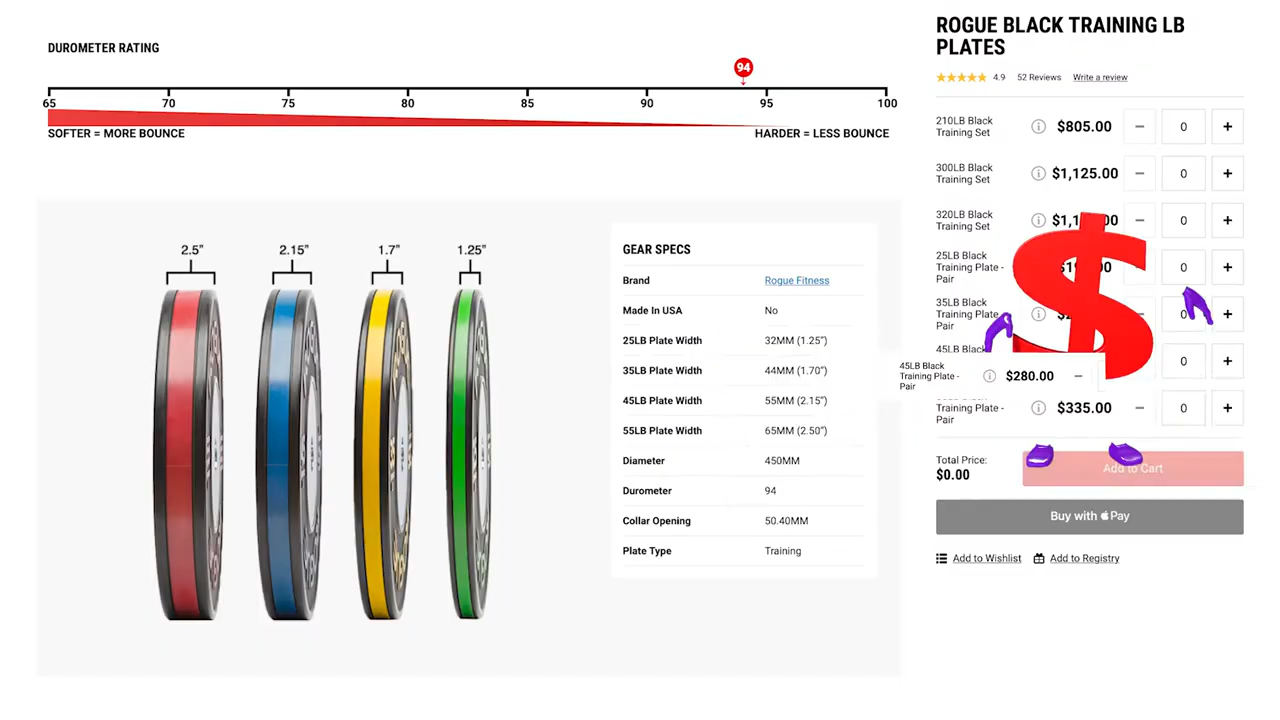 DUROMETER RATING
94
65 70 75 80 85 90 95 100
SOFTER = MORE BOUNCE
HARDER = LESS BOUNCE
2.5”
2.15”
1.7”
1.25”
GEAR SPECS
Brand Rogue Fitness
Made In USA No
25LB Plate Width 32MM (1.25”)
35LB Plate Width 44MM (1.70”)
45LB Plate Width 55MM (2.15”)
55LB Plate Width 65MM (2.50”)
Diameter 450MM
Durometer 94
Collar Opening 50.40MM
Plate Type Training
ROGUE BLACK TRAINING LB
PLATES
4.9 52 Reviews Write a review
210LB Black
Training Set
$805.00 − 0 +
300LB Black
Training Set
$1,125.00 − 0 +
320LB Black
Training Set
− 0 +
25LB Black
Training Plate -
Pair
0 +
35LB Black
Training Plate
Pair
0 +
$
45LB Black
0 +
45LB Black
Training Plate -
Pair
$280.00 −
Training Plate -
Pair
$335.00 − 0 +
Total Price:
$0.00
Add to Cart
Buy with Pay
Add to Wishlist
Add to Registry